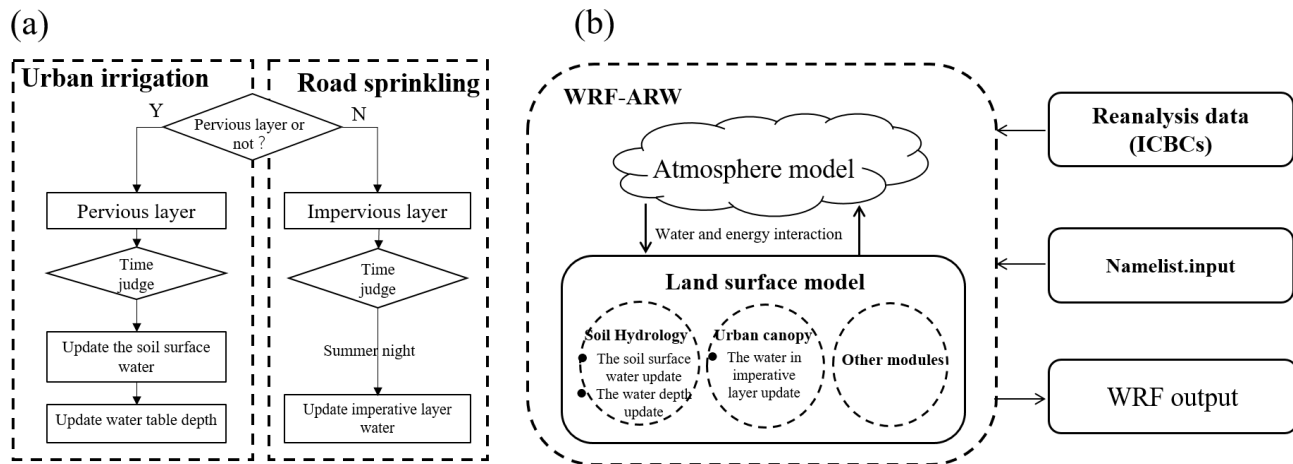 (a)
Urban irrigation
Road sprinkling
Y
N
Pervious layer or
not ?
Pervious layer
Impervious layer
Time
judge
Time
judge
Update the soil surface
water
Summer night
Update water table depth
Update imperative layer
water
(b)
WRF-ARW
Atmosphere model
Water and energy interaction
Land surface model
Soil Hydrology
● The soil surface
water update
● The water depth
update
Urban canopy
● The water in
imperative
layer update
Other modules
Reanalysis data
(ICBCs)
Namelist.input
WRF output